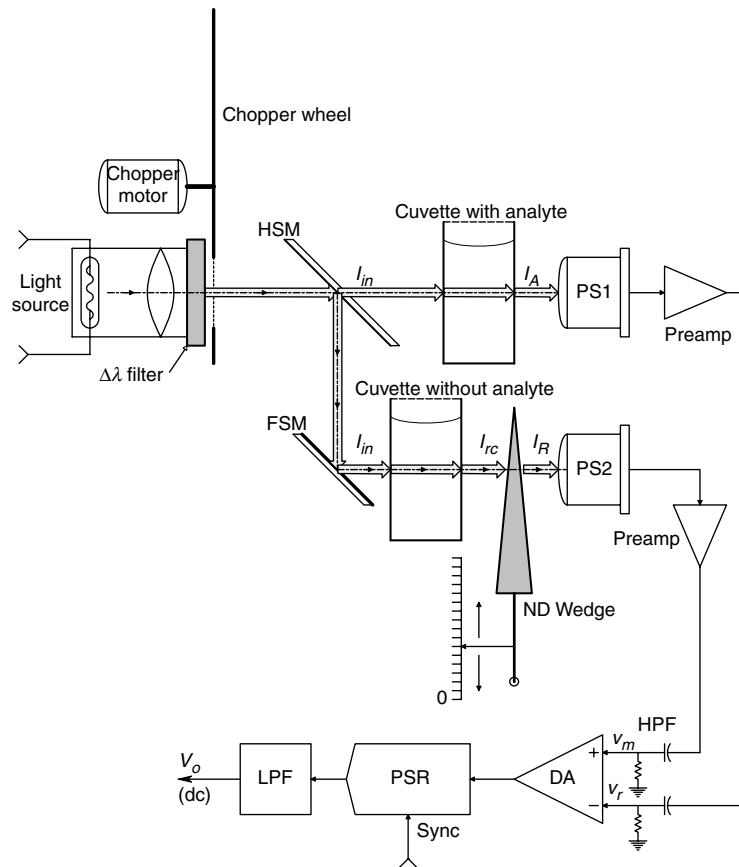 Chopper wheel
Chopper
motor
Cuvette with analyte
HSM
I_in
I_A
Light
source
PS1
Preamp
Δλ filter
Cuvette without analyte
FSM
I_in
I_rc
I_R
PS2
Preamp
ND Wedge
0
HPF
v_m
V_o
(dc)
LPF
PSR
DA
+
−
v_r
Sync